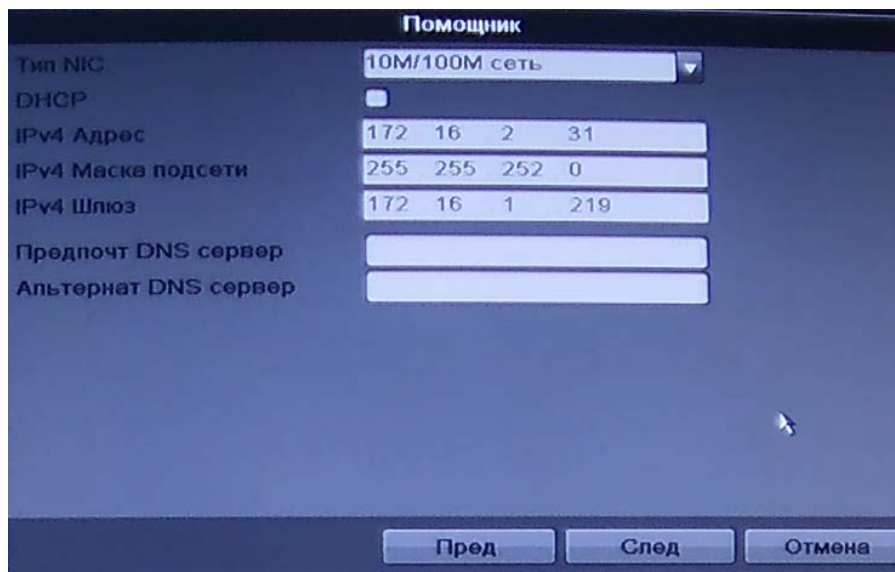 Помощник
Тип NIC 10M/100M сеть
DHCP
IPv4 Адрес 172 16 2 31
IPv4 Маска подсети 255 255 252 0
IPv4 Шлюз 172 16 1 219
Предпочт DNS сервер
Альтернат DNS сервер
Пред След Отмена